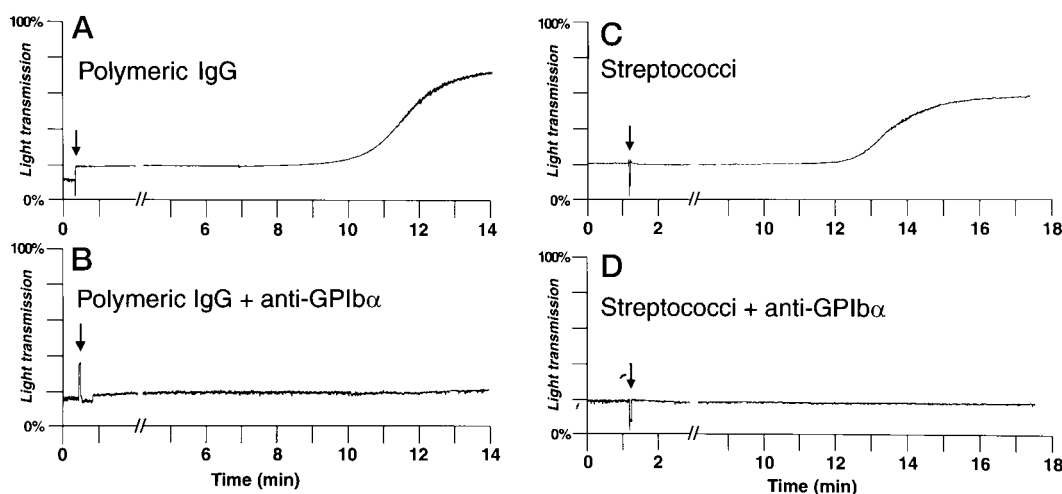 A
Polymeric IgG
100%
Light transmission
0%
0 6 8 10 12 14
B
Polymeric IgG + anti-GPIbα
100%
Light transmission
0%
0 6 8 10 12 14
Time (min)
C
Streptococci
100%
Light transmission
0%
0 2 10 12 14 16 18
D
Streptococci + anti-GPIbα
100%
Light transmission
0%
0 2 10 12 14 16 18
Time (min)